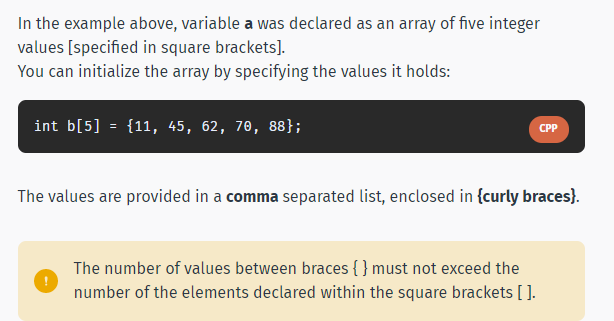 In the example above, variable a was declared as an array of five integer
values [specified in square brackets].
You can initialize the array by specifying the values it holds:
int b[5] = {11, 45, 62, 70, 88};
CPP
The values are provided in a comma separated list, enclosed in {curly braces}.
!
The number of values between braces { } must not exceed the
number of the elements declared within the square brackets [ ].